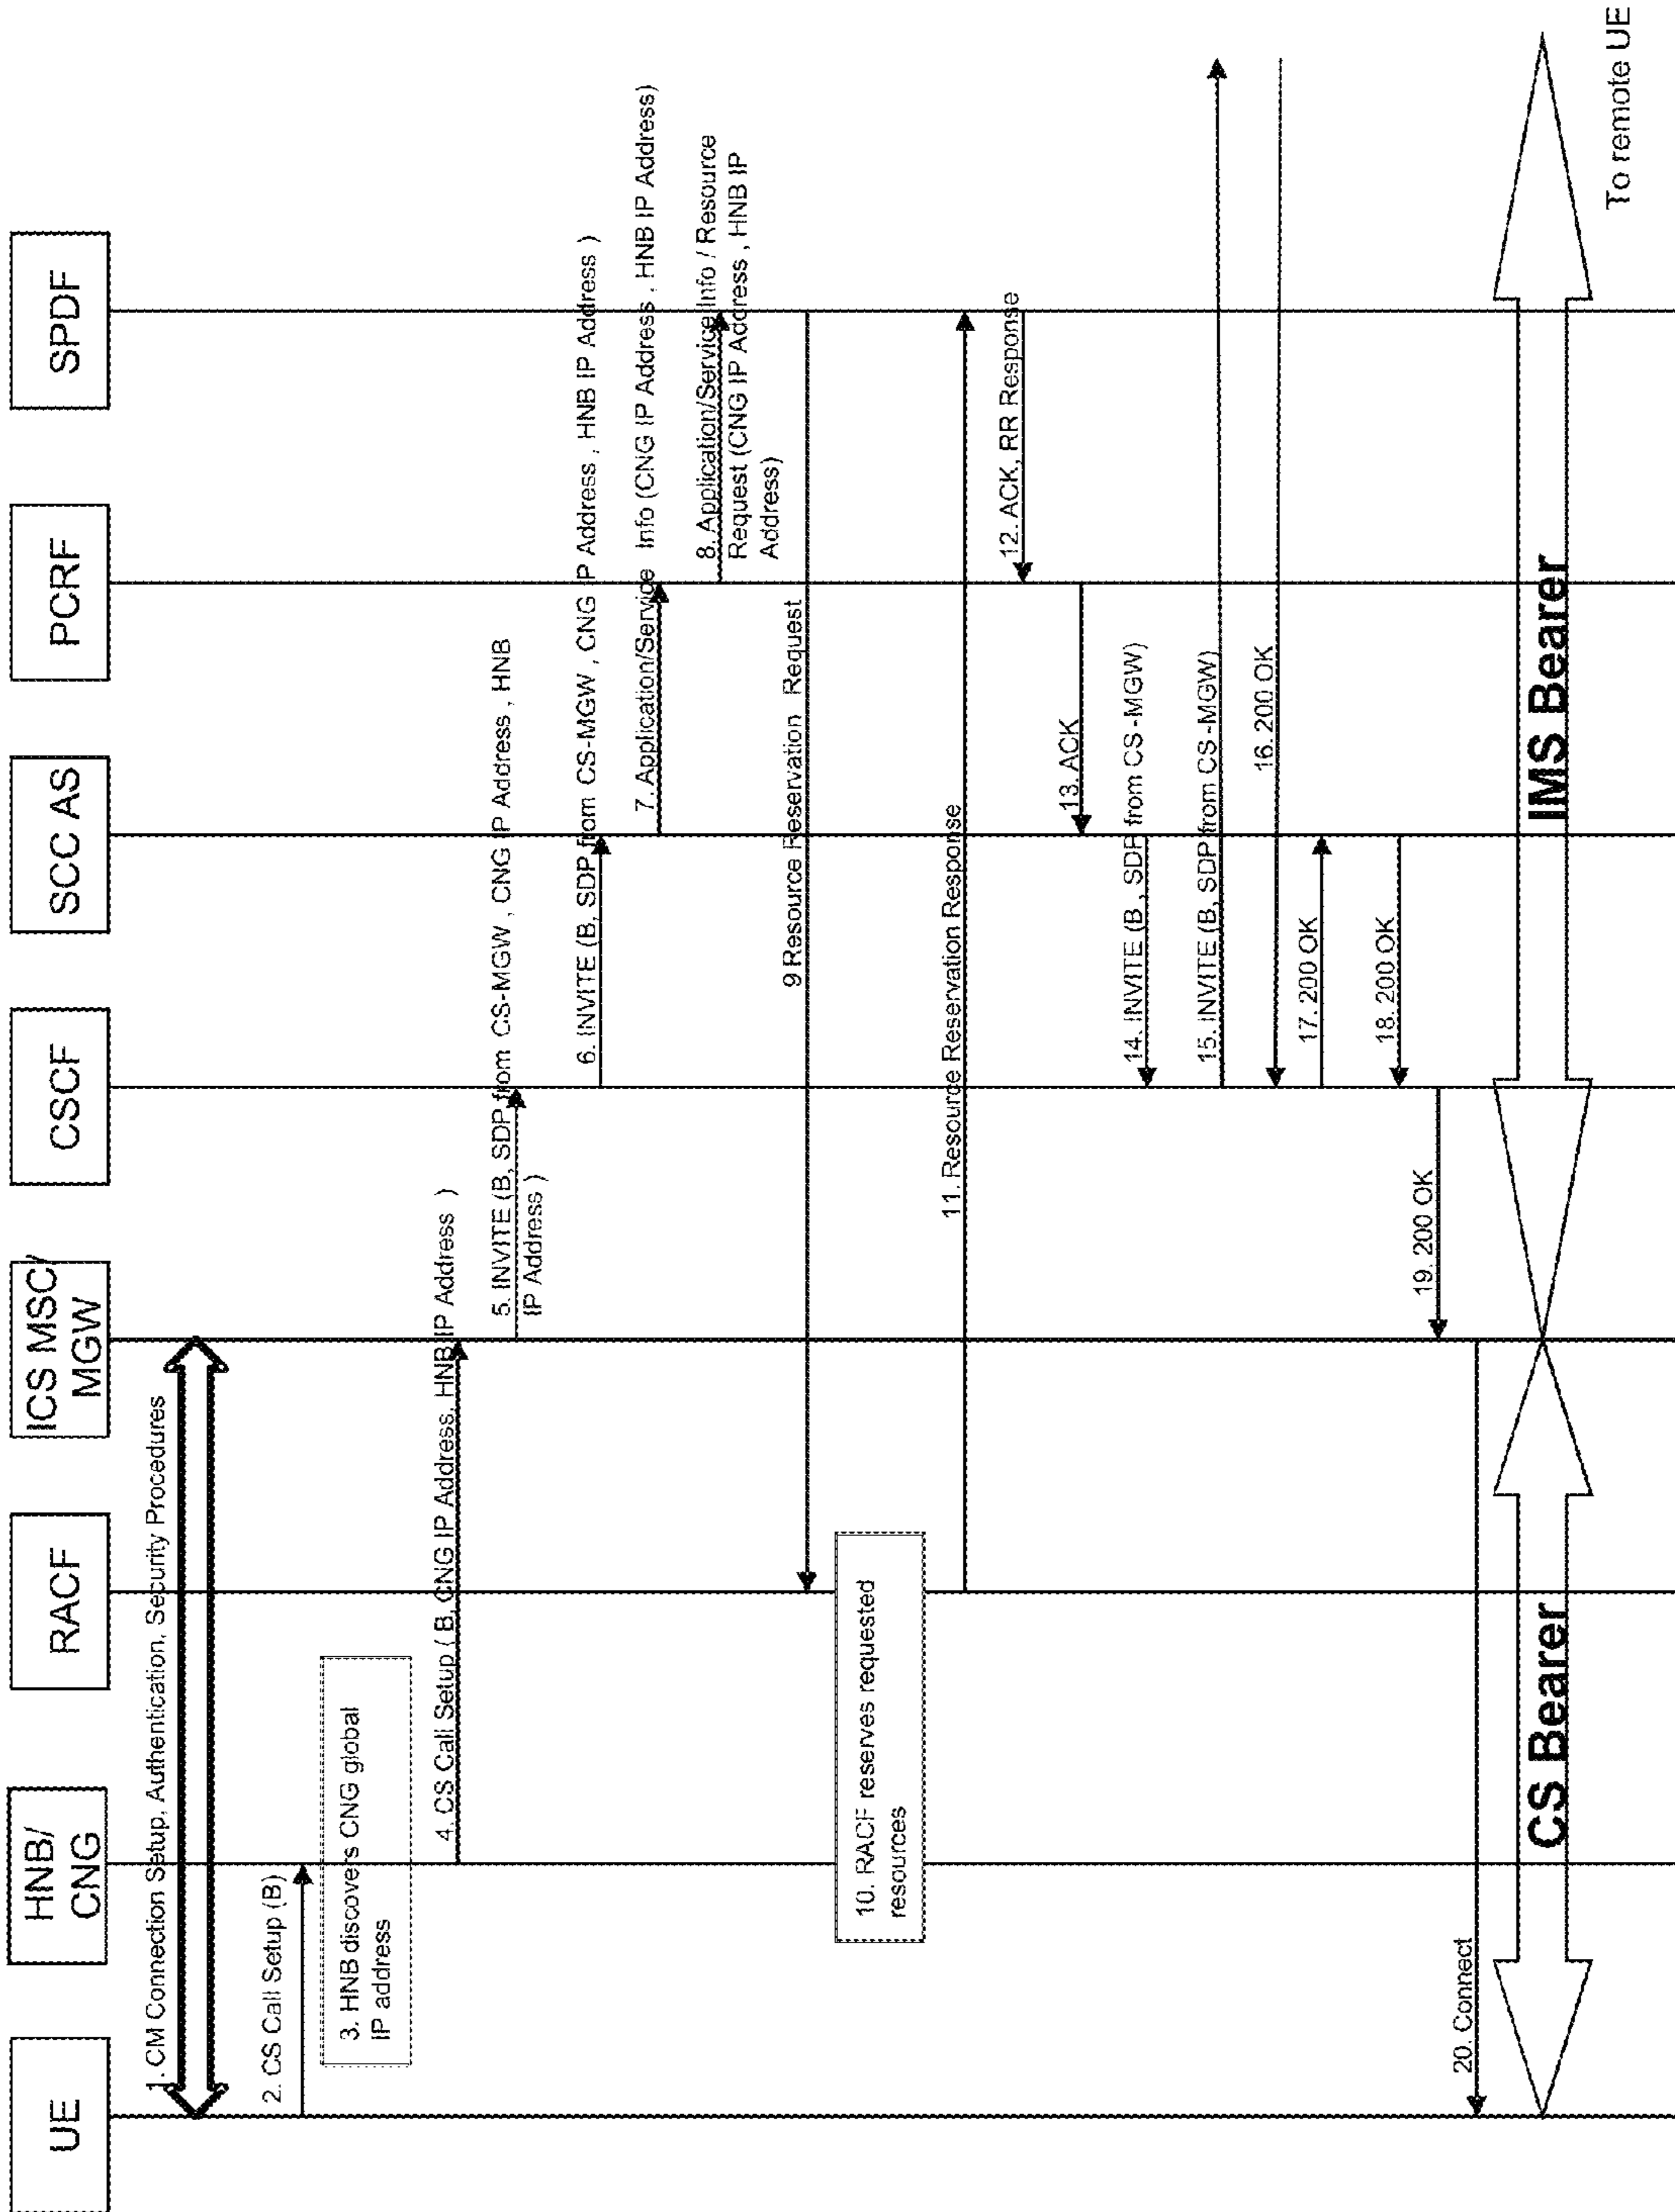 UE
HNB/
CNG
RACF
ICS MSC/
MGW
CSCF
SCC AS
PCRF
SPDF
1. CM Connection Setup, Authentication, Security Procedures
2. CS Call Setup (B)
3. HNB discovers CNG global
IP address
4. CS Call Setup ( B, CNG IP Address, HNB IP Address )
5. INVITE (B, SDP from CS-MGW , CNG IP Address , HNB
IP Address )
6. INVITE (B, SDP from CS-MGW , CNG IP Address , HNB IP Address )
7. Application/Service Info (CNG IP Address , HNB IP Address)
8. Application/Service Info / Resource
Request (CNG IP Address , HNB IP
Address)
9 Resource Reservation Request
10. RACF reserves requested
resources
11. Resource Reservation Response
12. ACK, RR Response
13. ACK
14. INVITE (B , SDP from CS -MGW)
15. INVITE (B, SDP from CS -MGW)
16. 200 OK
17. 200 OK
18. 200 OK
19. 200 OK
20. Connect
CS Bearer
IMS Bearer
To remote UE